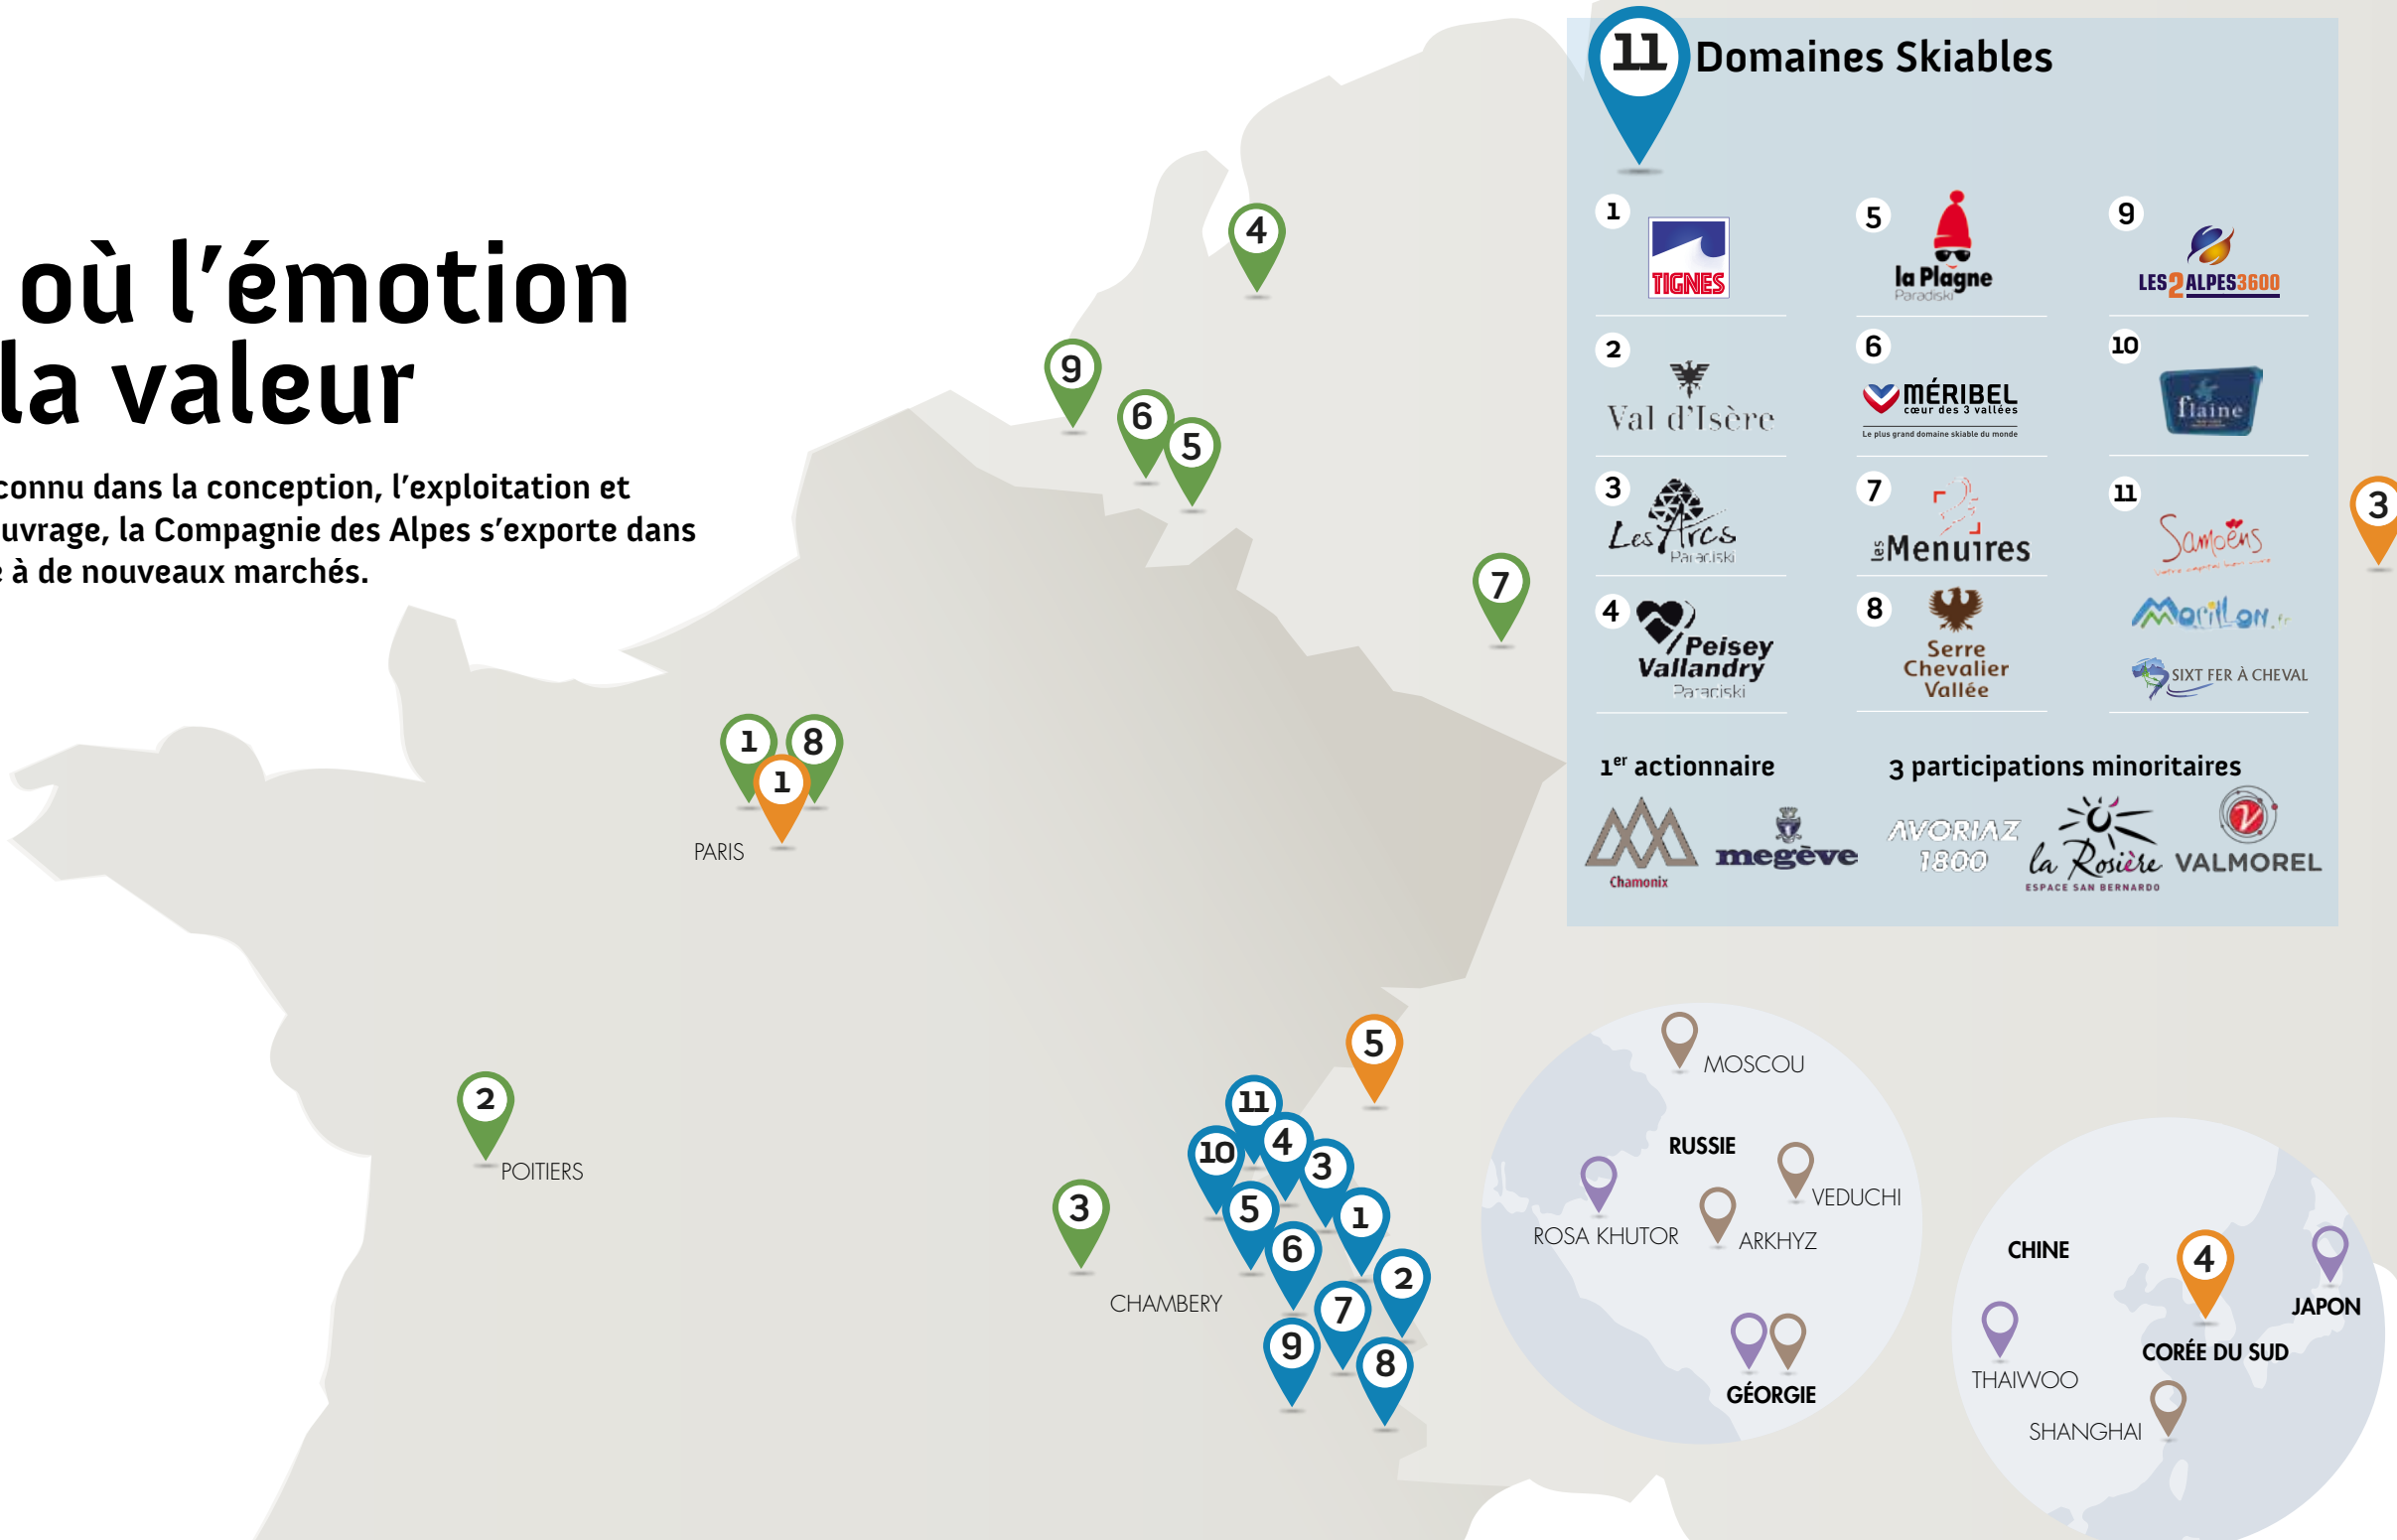 où l'émotion
la valeur
connu dans la conception, l'exploitation et
uvrage, la Compagnie des Alpes s'exporte dans
e à de nouveaux marchés.
11 Domaines Skiables
1
TIGNES
2
Val d'Isère
3
Les Arcs
Paradiski
4
Peisey
Vallandry
Paradiski
5
la Plagne
Paradiski
6
MÉRIBEL
cœur des 3 vallées
Le plus grand domaine skiable du monde
7
les Menuires
8
Serre
Chevalier
Vallée
9
LES 2 ALPES 3600
10
flaine
11
Samoëns
Morillon.fr
SIXT FER À CHEVAL
1er actionnaire
Chamonix
megève
3 participations minoritaires
AVORIAZ
1800
la Rosière
ESPACE SAN BERNARDO
VALMOREL
4
9
6
5
7
3
1
8
1
PARIS
2
POITIERS
3
CHAMBERY
5
11
4
10
3
5
1
6
2
7
9
8
MOSCOU
RUSSIE
VEDUCHI
ROSA KHUTOR
ARKHYZ
GÉORGIE
CHINE
4
JAPON
CORÉE DU SUD
THAIWOO
SHANGHAI